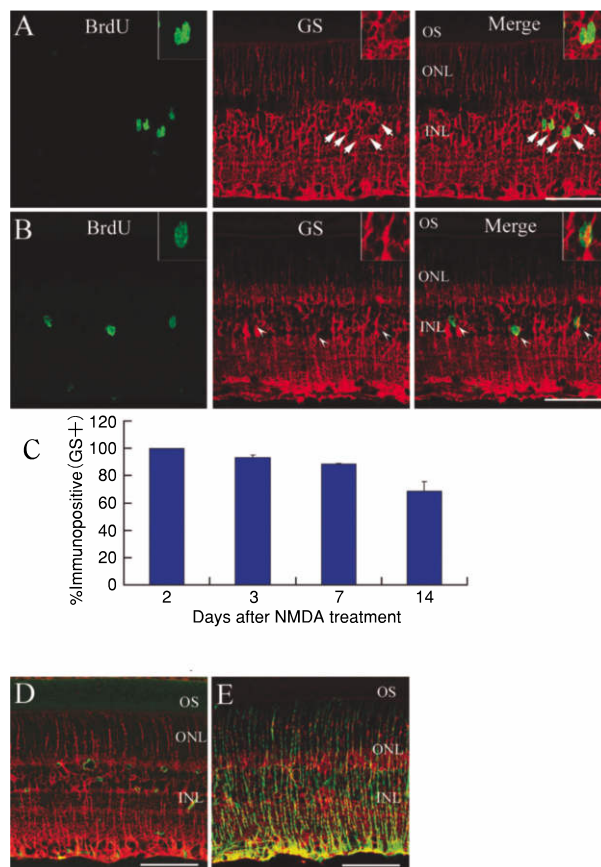 A BrdU GS Merge
OS
ONL
INL
B BrdU GS Merge
OS
ONL
INL
C
%Immunopositive(GS+)
120
100
80
60
40
20
0
2 3 7 14
Days after NMDA treatment
D E
OS OS
ONL ONL
INL INL